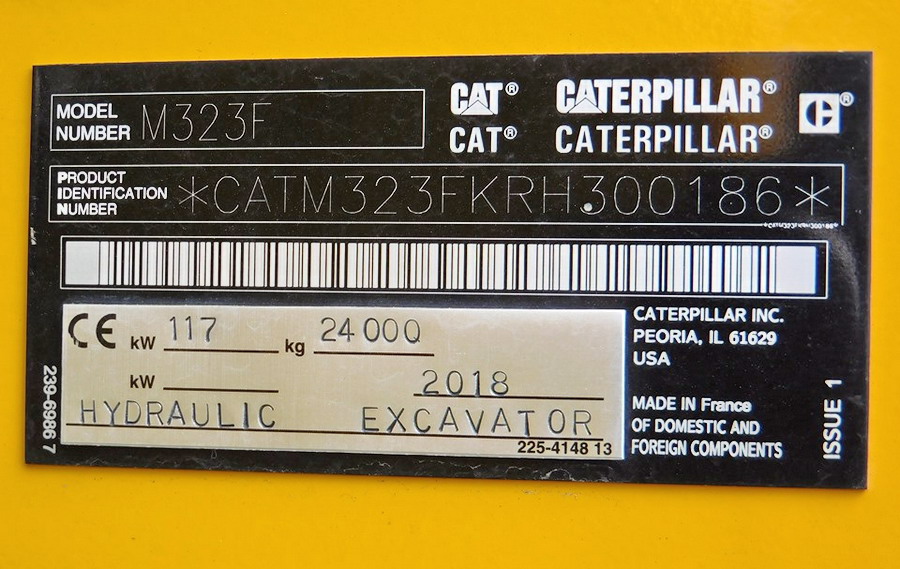 MODEL NUMBER M323F
CAT® CATERPILLAR® C®
CAT® CATERPILLAR®
PRODUCT IDENTIFICATION NUMBER *CATM323FKRH300186*
*CATM323FKRH300186*
CE kW 117 kg 24000
kW 2018
HYDRAULIC EXCAVATOR
225-4148 13
CATERPILLAR INC.
PEORIA, IL 61629
USA
MADE IN France
OF DOMESTIC AND
FOREIGN COMPONENTS
239-6986 7
ISSUE 1